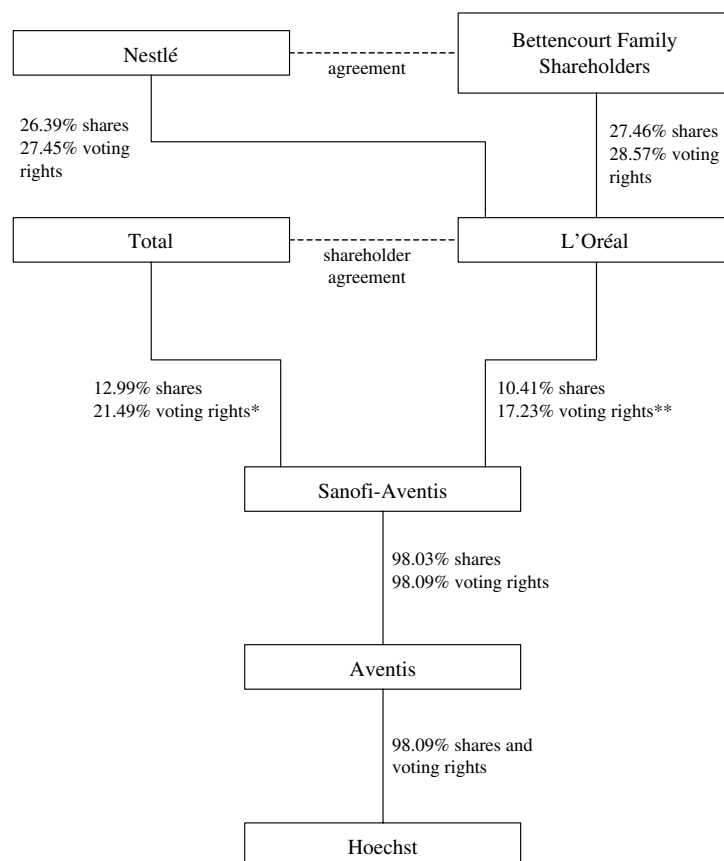 Nestlé
agreement
Bettencourt Family
Shareholders
26.39% shares
27.45% voting
rights
27.46% shares
28.57% voting
rights
Total
shareholder
agreement
L’Oréal
12.99% shares
21.49% voting rights*
10.41% shares
17.23% voting rights**
Sanofi-Aventis
98.03% shares
98.09% voting rights
Aventis
98.09% shares and
voting rights
Hoechst